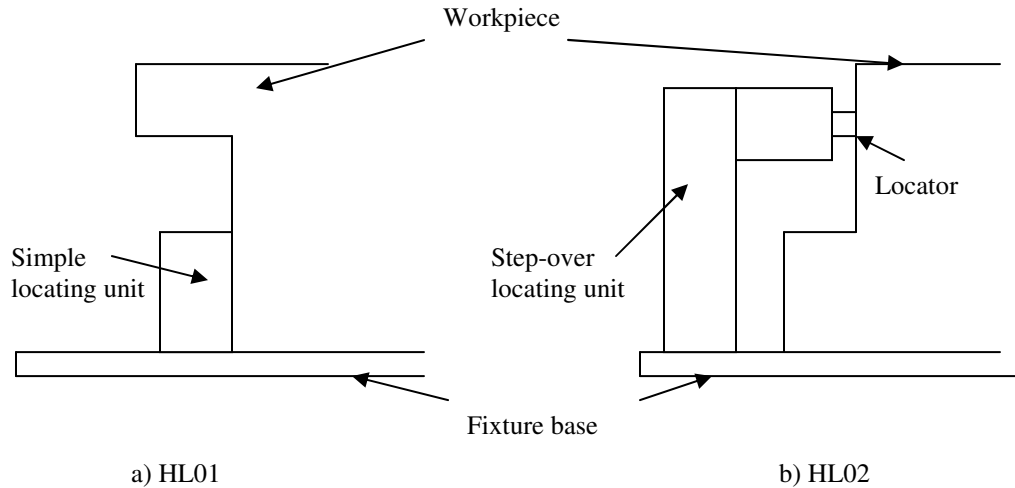 Workpiece
Locator
Simple
locating unit
Step-over
locating unit
Fixture base
a) HL01
b) HL02